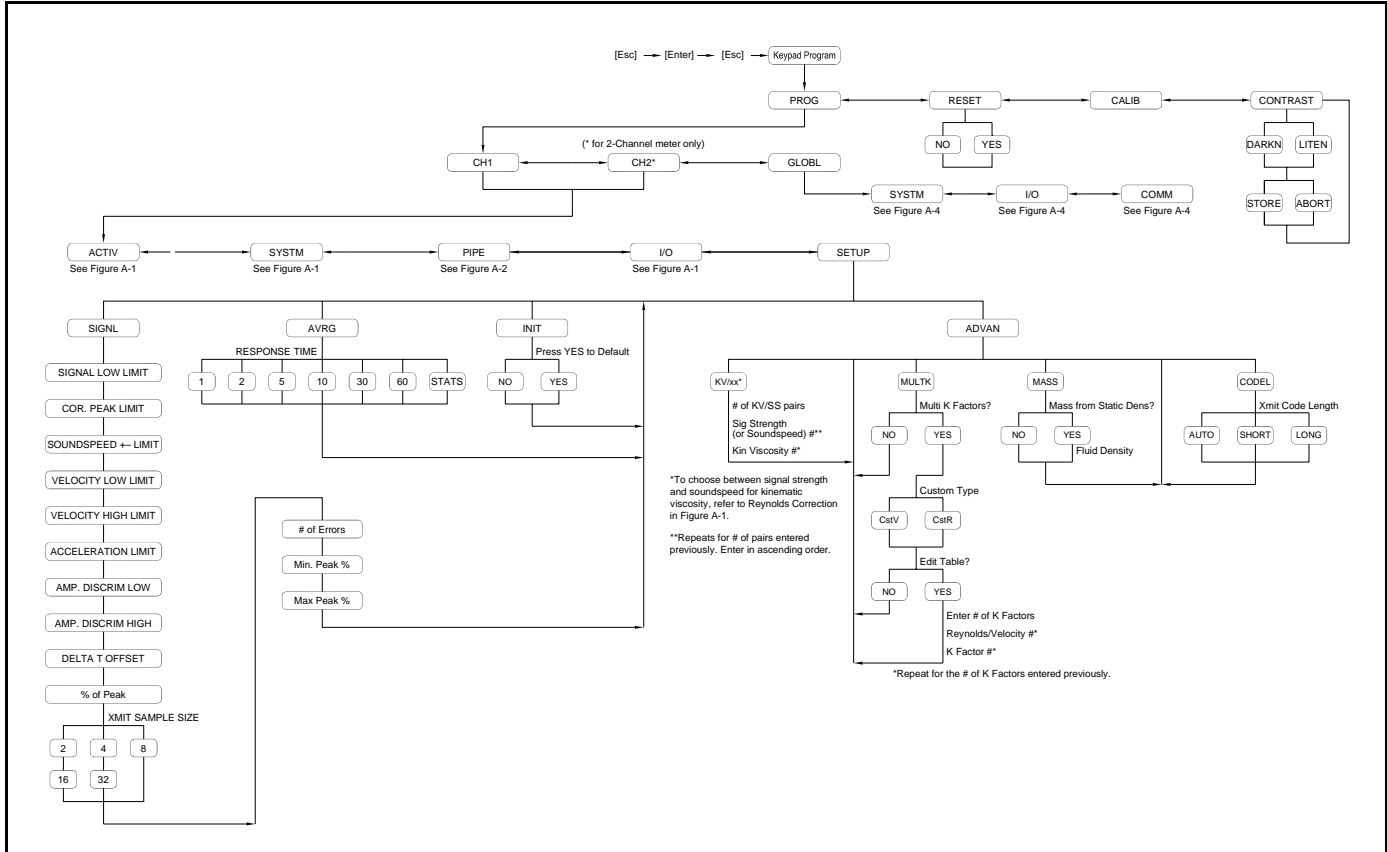 [Esc] [Enter] [Esc] Keypad Program
PROG RESET CALIB CONTRAST
(* for 2-Channel meter only)
NO YES
DARKN LITEN
CH1 CH2* GLOBL
SYSTM I/O COMM
See Figure A-4 See Figure A-4 See Figure A-4
STORE ABORT
ACTIV SYSTM PIPE I/O SETUP
See Figure A-1 See Figure A-1 See Figure A-2 See Figure A-1
SIGNL AVRG INIT ADVAN
SIGNAL LOW LIMIT
COR. PEAK LIMIT
SOUNDSPEED +– LIMIT
VELOCITY LOW LIMIT
VELOCITY HIGH LIMIT
ACCELERATION LIMIT
AMP. DISCRIM LOW
AMP. DISCRIM HIGH
DELTA T OFFSET
% of Peak
XMIT SAMPLE SIZE
2 4 8
16 32
RESPONSE TIME
1 2 5 10 30 60 STATS
Press YES to Default
NO YES
# of Errors
Min. Peak %
Max Peak %
KV/xx*
# of KV/SS pairs
Sig Strength
(or Soundspeed) #**
Kin Viscosity #*
*To choose between signal strength
and soundspeed for kinematic
viscosity, refer to Reynolds Correction
in Figure A-1.
**Repeats for # of pairs entered
previously. Enter in ascending order.
MULTK
Multi K Factors?
NO YES
Custom Type
CstV CstR
Edit Table?
NO YES
Enter # of K Factors
Reynolds/Velocity #*
K Factor #*
*Repeat for the # of K Factors entered previously.
MASS
Mass from Static Dens?
NO YES
Fluid Density
CODEL
Xmit Code Length
AUTO SHORT LONG